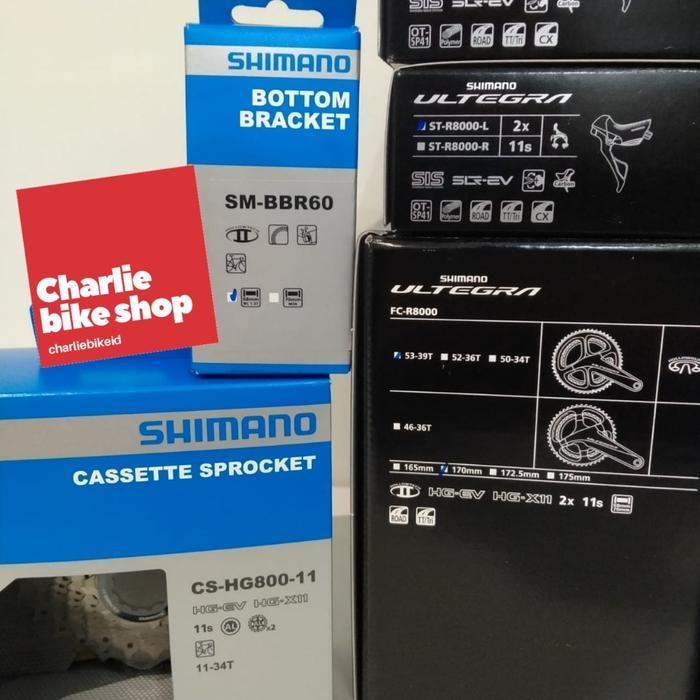 SIS SLR-EV Carbon
OT-SP41 Polymer ROAD TT/Tri CX
SHIMANO
BOTTOM
BRACKET
SM-BBR60
SHIMANO
ULTEGRA
ST-R8000-L 2x
ST-R8000-R 11s
SIS SLR-EV Carbon
OT-SP41 Polymer ROAD TT/Tri CX
Charlie
bike shop
charliebikeid
SHIMANO
ULTEGRA
FC-R8000
53-39T 52-36T 50-34T
46-36T
165mm 170mm 172.5mm 175mm
HG-EV HG-X11 2x 11s
ROAD TT/Tri
SHIMANO
CASSETTE SPROCKET
CS-HG800-11
HG-EV HG-X11
11s AL x2
11-34T